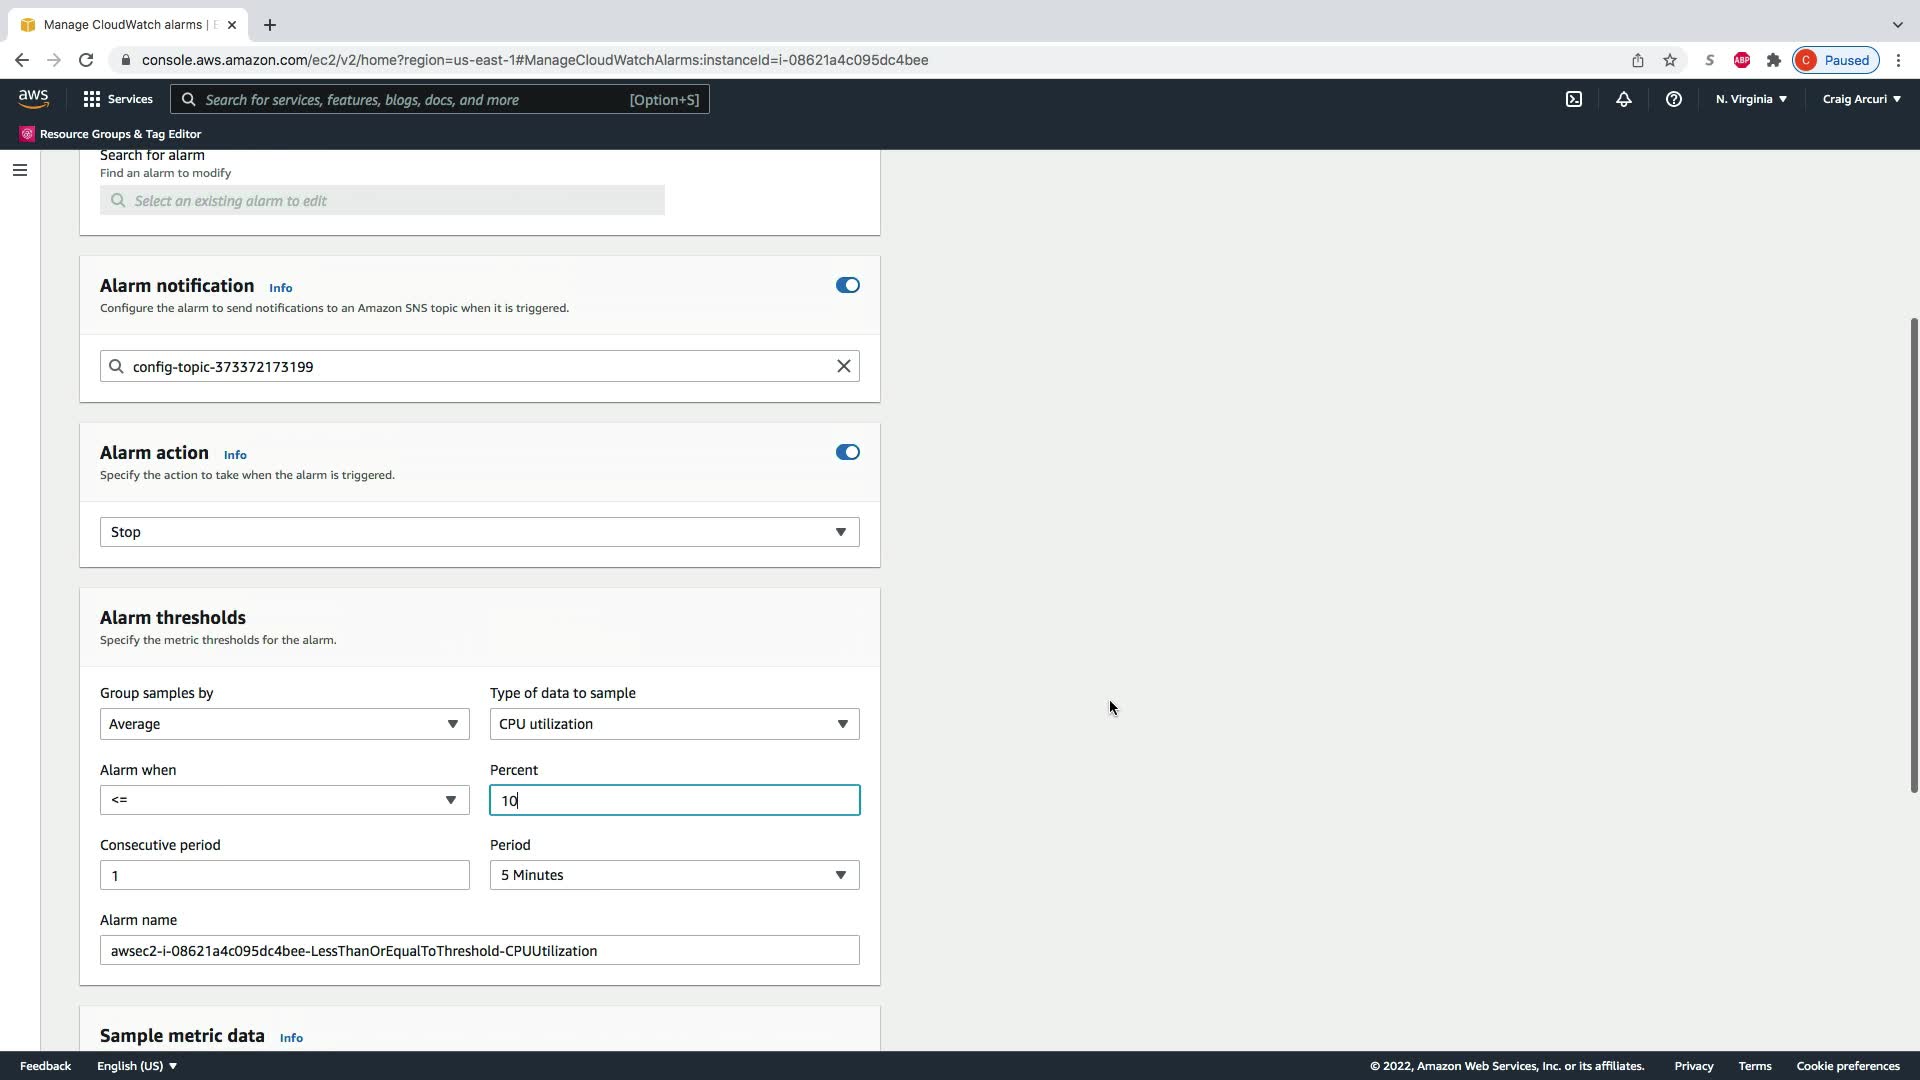 Manage CloudWatch alarms | E
console.aws.amazon.com/ec2/v2/home?region=us-east-1#ManageCloudWatchAlarms:instanceId=i-08621a4c095dc4bee
S
ABP
C Paused
aws
Services
Search for services, features, blogs, docs, and more [Option+S]
N. Virginia
Craig Arcuri
Resource Groups & Tag Editor
Search for alarm
Find an alarm to modify
Select an existing alarm to edit
Alarm notification Info
Configure the alarm to send notifications to an Amazon SNS topic when it is triggered.
config-topic-373372173199
Alarm action Info
Specify the action to take when the alarm is triggered.
Stop
Alarm thresholds
Specify the metric thresholds for the alarm.
Group samples by Type of data to sample
Average CPU utilization
Alarm when Percent
<= 10
Consecutive period Period
1 5 Minutes
Alarm name
awsec2-i-08621a4c095dc4bee-LessThanOrEqualToThreshold-CPUUtilization
Sample metric data Info
Feedback English (US) © 2022, Amazon Web Services, Inc. or its affiliates. Privacy Terms Cookie preferences